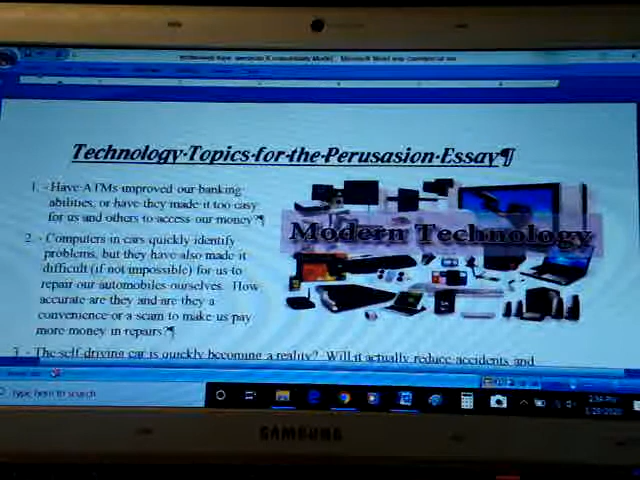 Technology·Topics·for·the·Perusasion·Essay¶
1. - Have ATMs improved our banking
abilities, or have they made it too easy
for us and others to access our money?¶
Modern Technology
2. - Computers in cars quickly identify
problems, but they have also made it
difficult (if not impossible) for us to
repair our automobiles ourselves. How
accurate are they and are they a
convenience or a scam to make us pay
more money in repairs?¶
3. - The self-driving car is quickly becoming a reality? Will it actually reduce accidents and
Type here to search
SAMSUNG